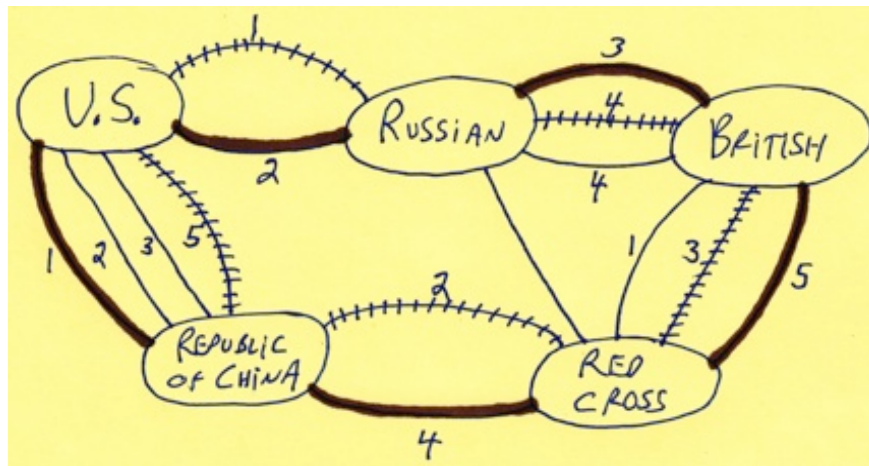 1
U.S.
3
RUSSIAN
4
BRITISH
2
4
1
2
3
5
1
3
5
2
REPUBLIC
OF CHINA
RED
CROSS
4